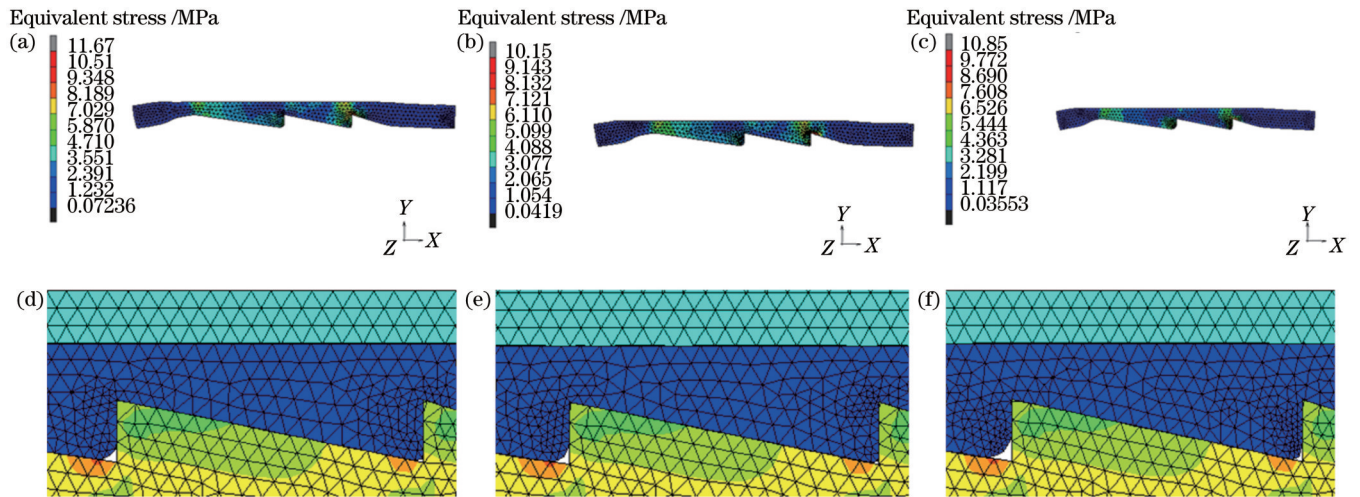 Equivalent stress /MPa
(a)
11.67
10.51
9.348
8.189
7.029
5.870
4.710
3.551
2.391
1.232
0.07236
Y
Z
X
Equivalent stress /MPa
(b)
10.15
9.143
8.132
7.121
6.110
5.099
4.088
3.077
2.065
1.054
0.0419
Y
Z
X
Equivalent stress /MPa
(c)
10.85
9.772
8.690
7.608
6.526
5.444
4.363
3.281
2.199
1.117
0.03553
Y
Z
X
(d)
(e)
(f)